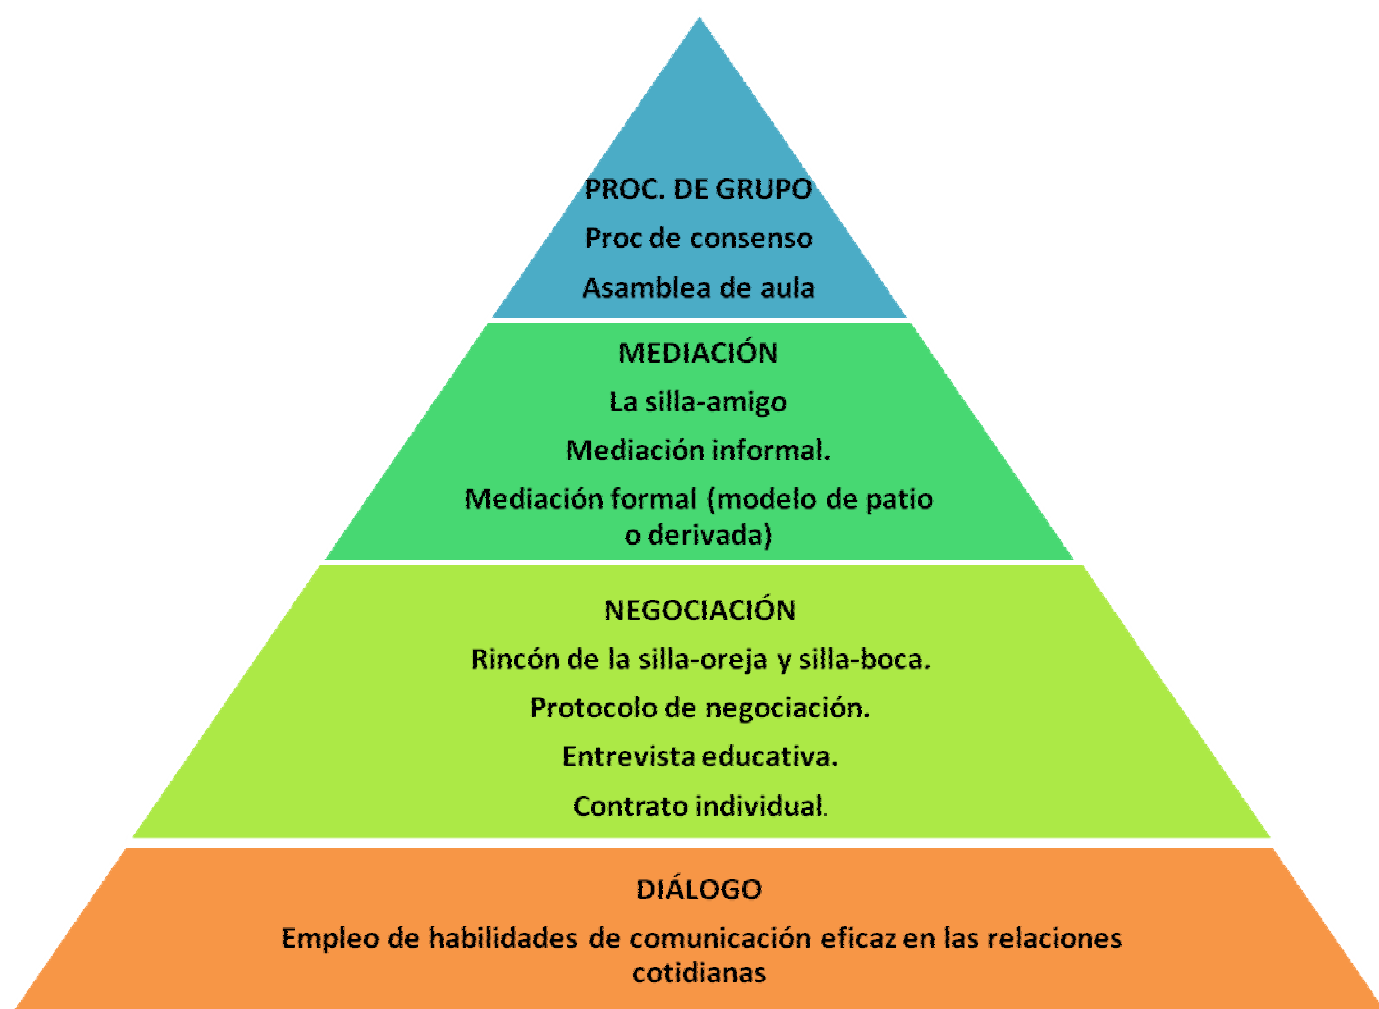 PROC. DE GRUPO
Proc de consenso
Asamblea de aula
MEDIACIÓN
La silla-amigo
Mediación informal.
Mediación formal (modelo de patio
o derivada)
NEGOCIACIÓN
Rincón de la silla-oreja y silla-boca.
Protocolo de negociación.
Entrevista educativa.
Contrato individual.
DIÁLOGO
Empleo de habilidades de comunicación eficaz en las relaciones
cotidianas